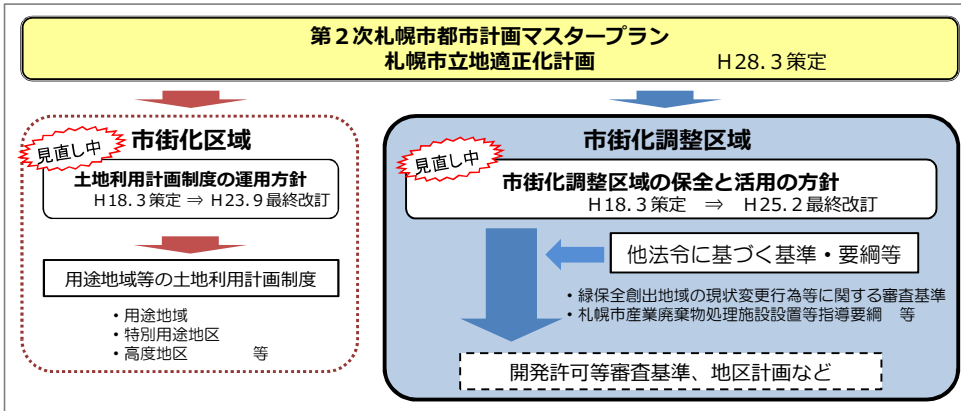 第２次札幌市都市計画マスタープラン
札幌市立地適正化計画　　　Ｈ28.３策定
市街化区域
見直し中
土地利用計画制度の運用方針
Ｈ18.３策定 ⇒ Ｈ23.９最終改訂
用途地域等の土地利用計画制度
・用途地域
・特別用途地区
・高度地区　　　等
市街化調整区域
見直し中
市街化調整区域の保全と活用の方針
Ｈ18.３策定　⇒　Ｈ25.２最終改訂
他法令に基づく基準・要綱等
・緑保全創出地域の現状変更行為等に関する審査基準
・札幌市産業廃棄物処理施設設置等指導要綱　等
開発許可等審査基準、地区計画など